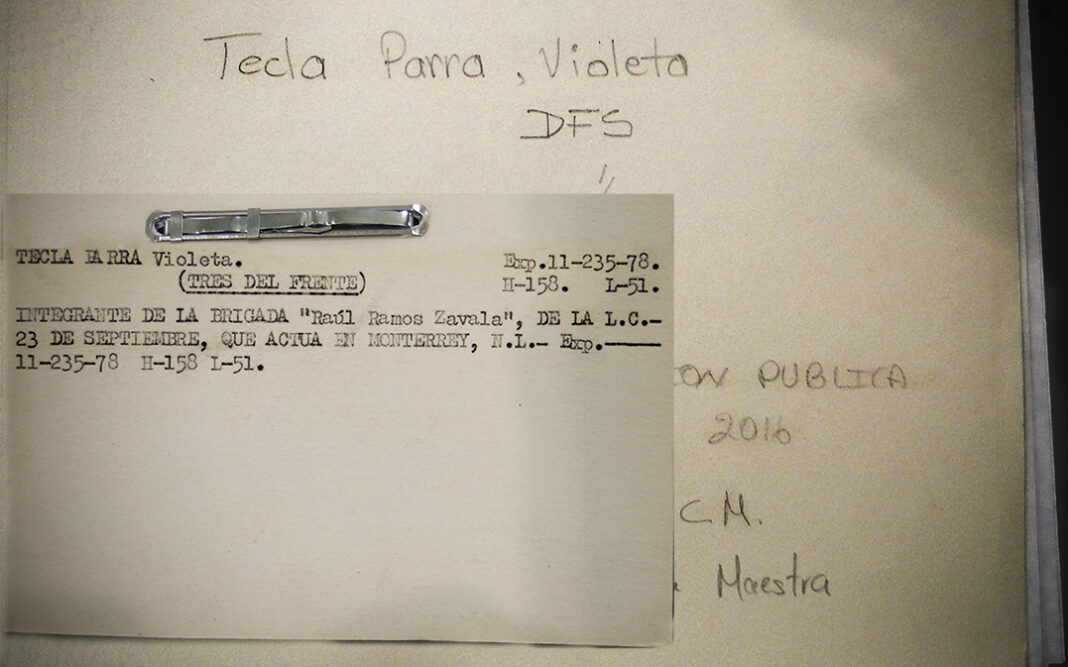 Tecla Parra, Violeta
DFS
TECLA PARRA Violeta.
(TRES DEL FRENTE)
Exp.11-235-78.
H-158. L-51.
INTEGRANTE DE LA BRIGADA "Raúl Ramos Zavala", DE LA L.C.-
23 DE SEPTIEMBRE, QUE ACTUA EN MONTERREY, N.L.- Exp.-----
11-235-78 H-158 L-51.
ION PUBLICA
2016
C.M.
Maestra